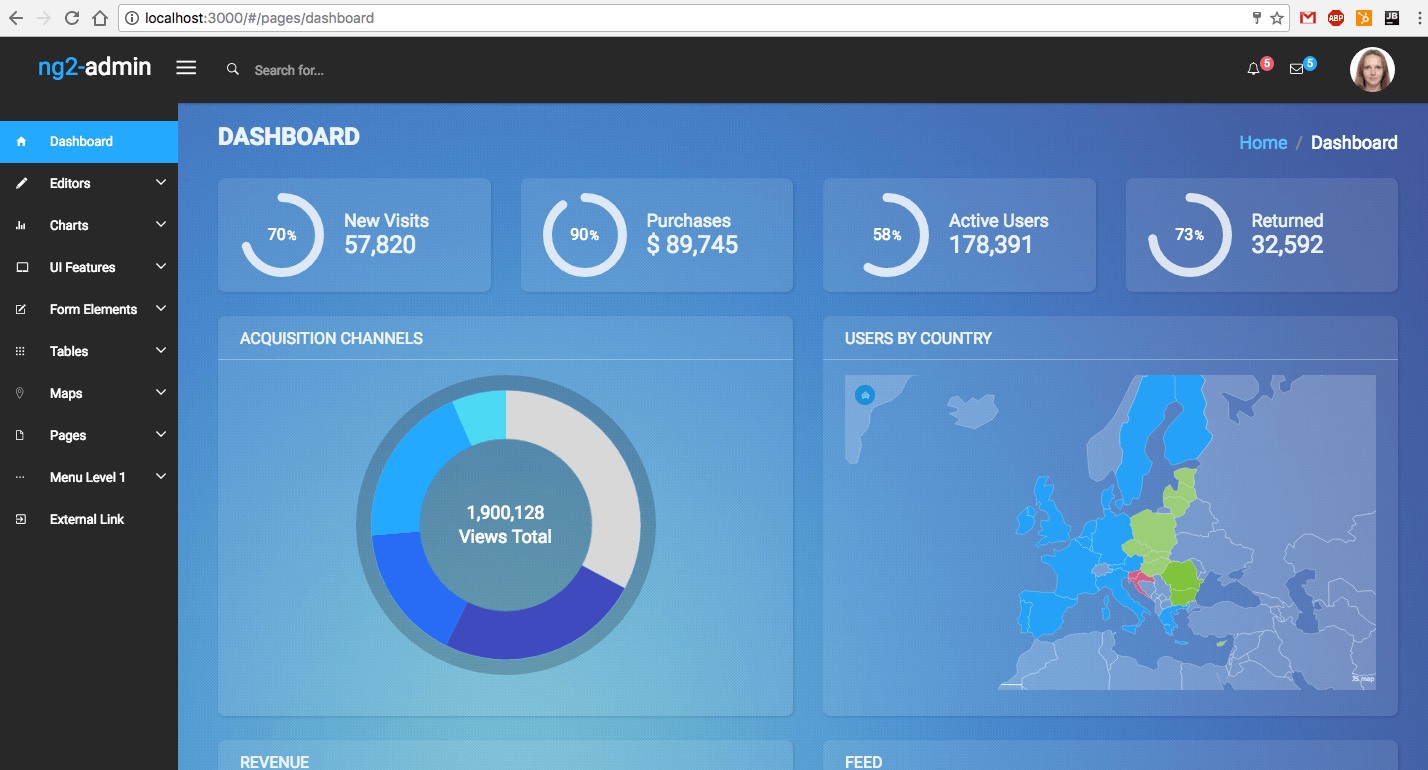 localhost:3000/#/pages/dashboard
ABP
JB
ng2-admin
Search for...
5
5
Dashboard
Editors
Charts
UI Features
Form Elements
Tables
Maps
Pages
Menu Level 1
External Link
DASHBOARD
Home / Dashboard
70%
New Visits
57,820
90%
Purchases
$ 89,745
58%
Active Users
178,391
73%
Returned
32,592
ACQUISITION CHANNELS
1,900,128
Views Total
USERS BY COUNTRY
JS map
REVENUE
FEED